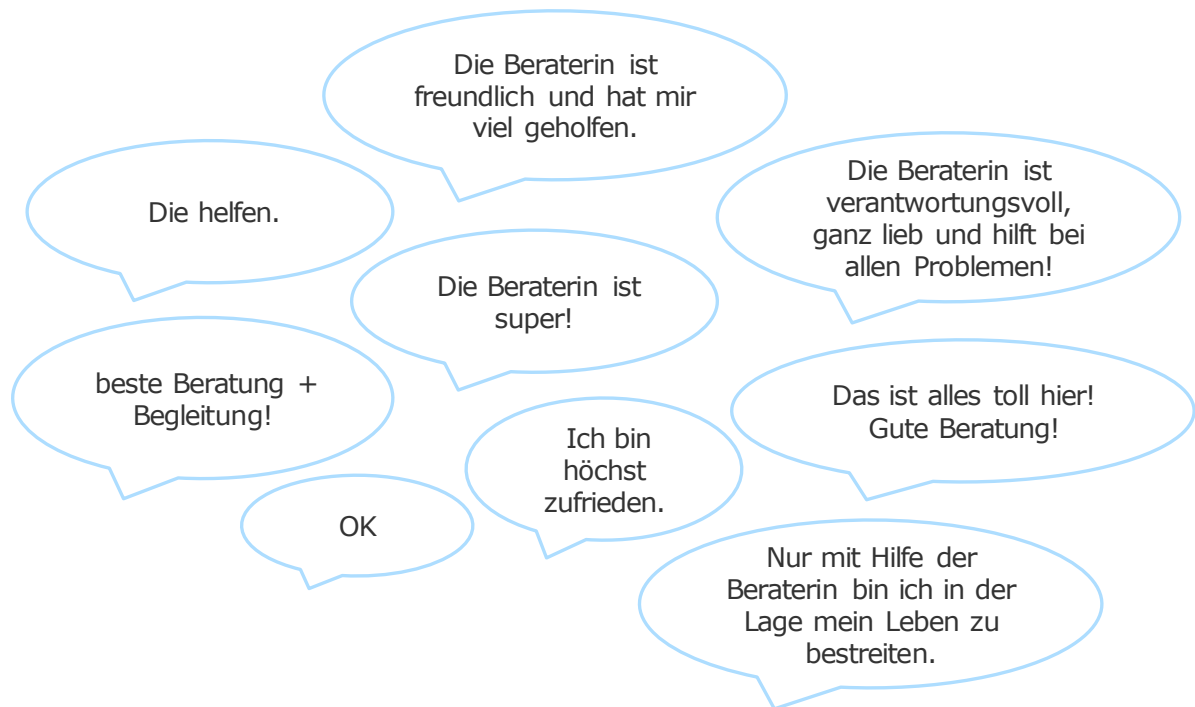 Die Beraterin ist
freundlich und hat mir
viel geholfen.
Die helfen.
Die Beraterin ist
verantwortungsvoll,
ganz lieb und hilft bei
allen Problemen!
Die Beraterin ist
super!
beste Beratung +
Begleitung!
Das ist alles toll hier!
Gute Beratung!
Ich bin
höchst
zufrieden.
OK
Nur mit Hilfe der
Beraterin bin ich in der
Lage mein Leben zu
bestreiten.